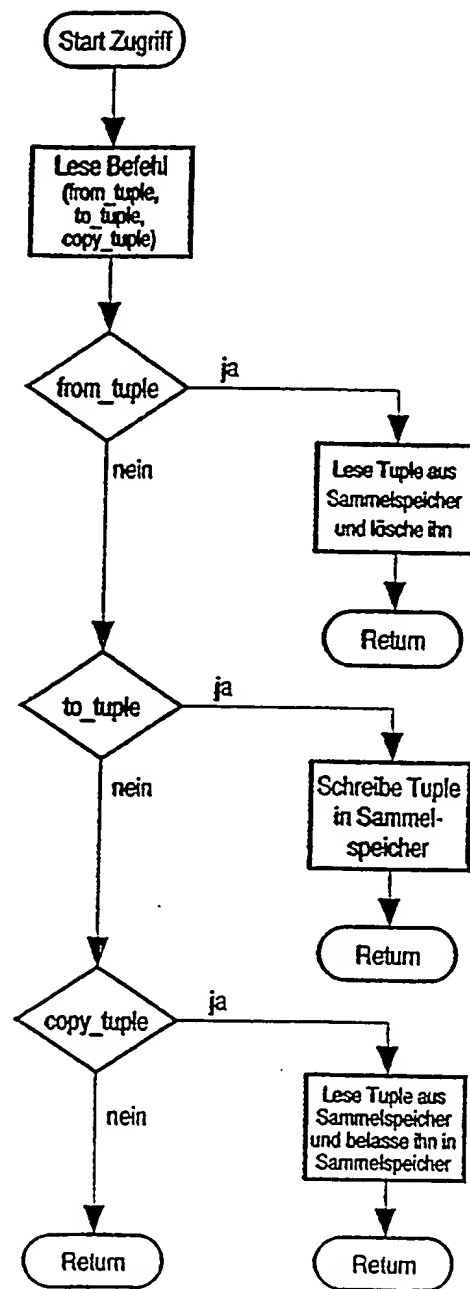 Start Zugriff
Lese Befehl
(from_tuple,
to_tuple,
copy_tuple)
from_tuple
ja
nein
Lese Tuple aus
Sammelspeicher
und lösche ihn
Return
to_tuple
ja
nein
Schreibe Tuple
in Sammel-
speicher
Return
copy_tuple
ja
nein
Lese Tuple aus
Sammelspeicher
und belasse ihn in
Sammelspeicher
Return
Return